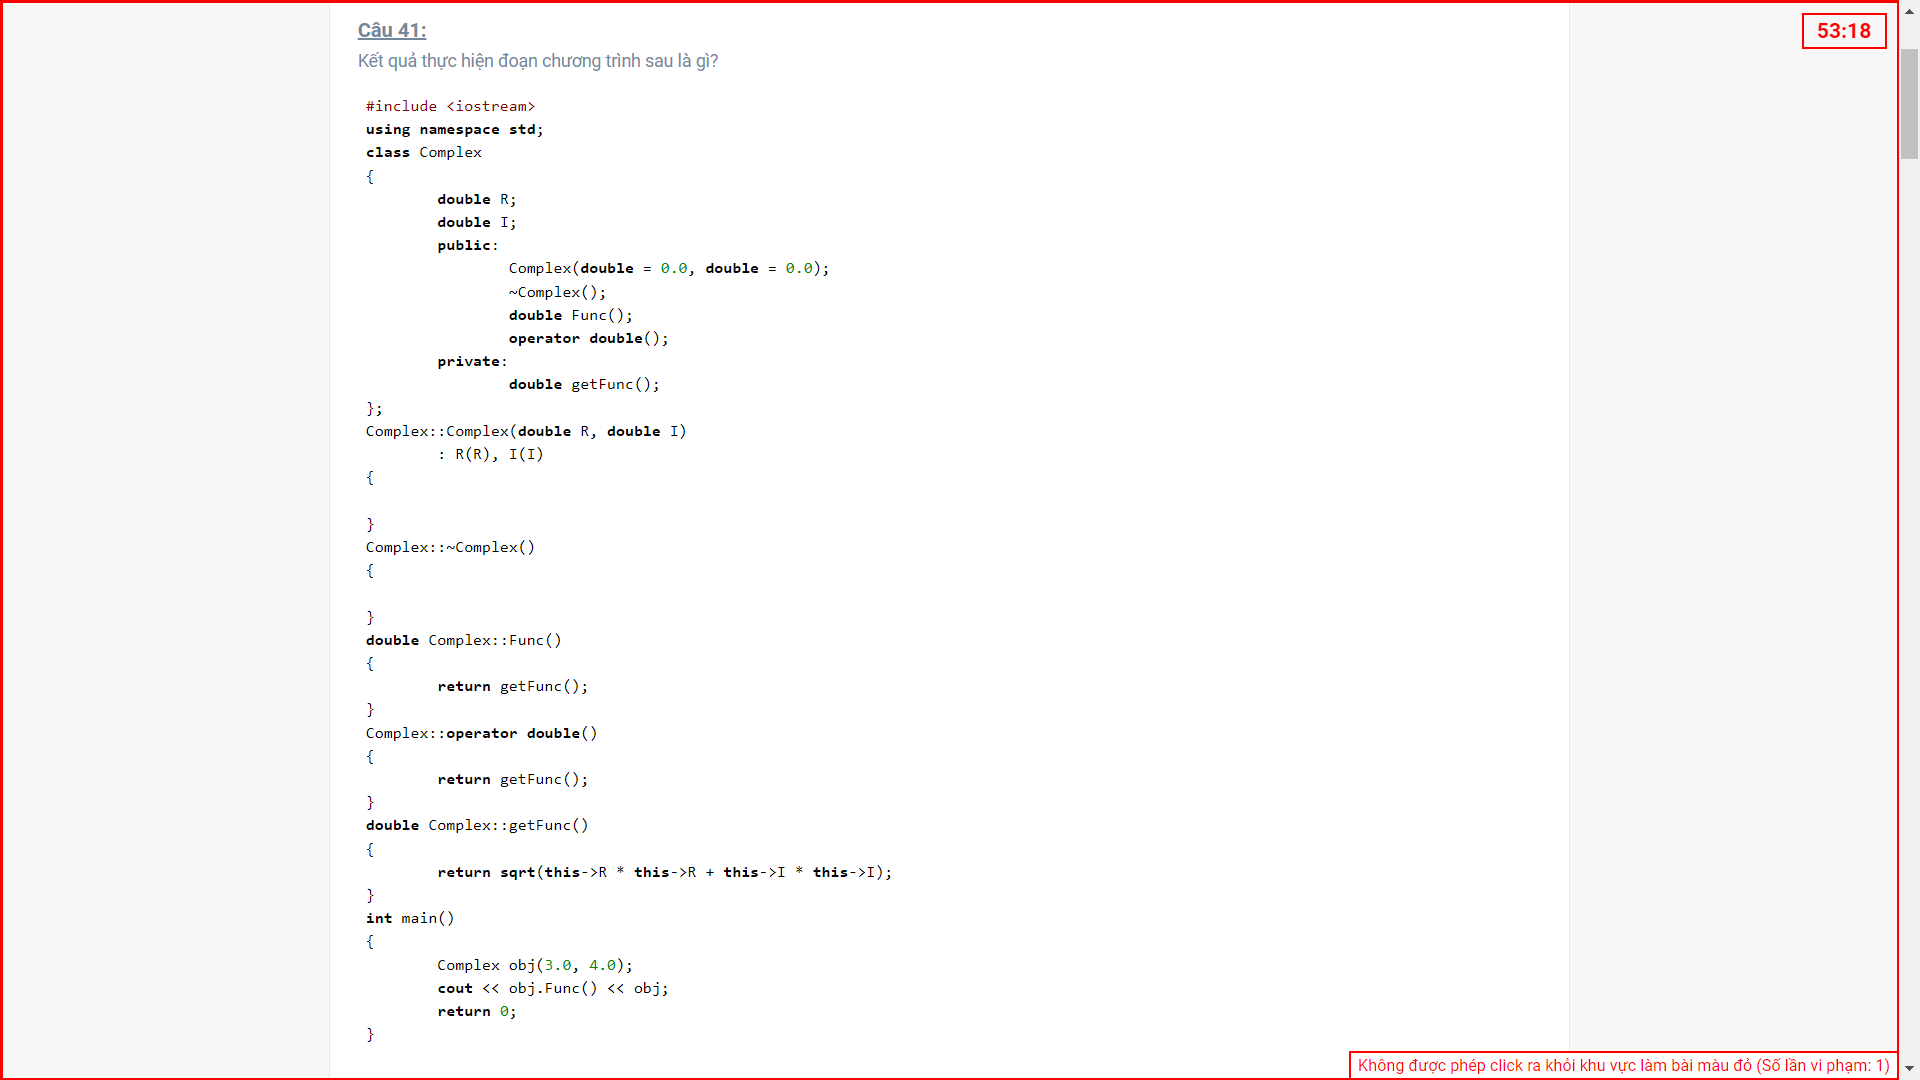 Câu 41:
53:18
Kết quả thực hiện đoạn chương trình sau là gì?
#include <iostream>
using namespace std;
class Complex
{
        double R;
        double I;
        public:
                Complex(double = 0.0, double = 0.0);
                ~Complex();
                double Func();
                operator double();
        private:
                double getFunc();
};
Complex::Complex(double R, double I)
        : R(R), I(I)
{

}
Complex::~Complex()
{

}
double Complex::Func()
{
        return getFunc();
}
Complex::operator double()
{
        return getFunc();
}
double Complex::getFunc()
{
        return sqrt(this->R * this->R + this->I * this->I);
}
int main()
{
        Complex obj(3.0, 4.0);
        cout << obj.Func() << obj;
        return 0;
}
Không được phép click ra khỏi khu vực làm bài màu đỏ (Số lần vi phạm: 1)